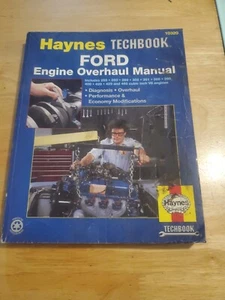 Haynes TECHBOOK
FORD
Engine Overhaul Manual
• Diagnosis • Overhaul
• Performance &
Economy Modifications
Haynes
TECHBOOK